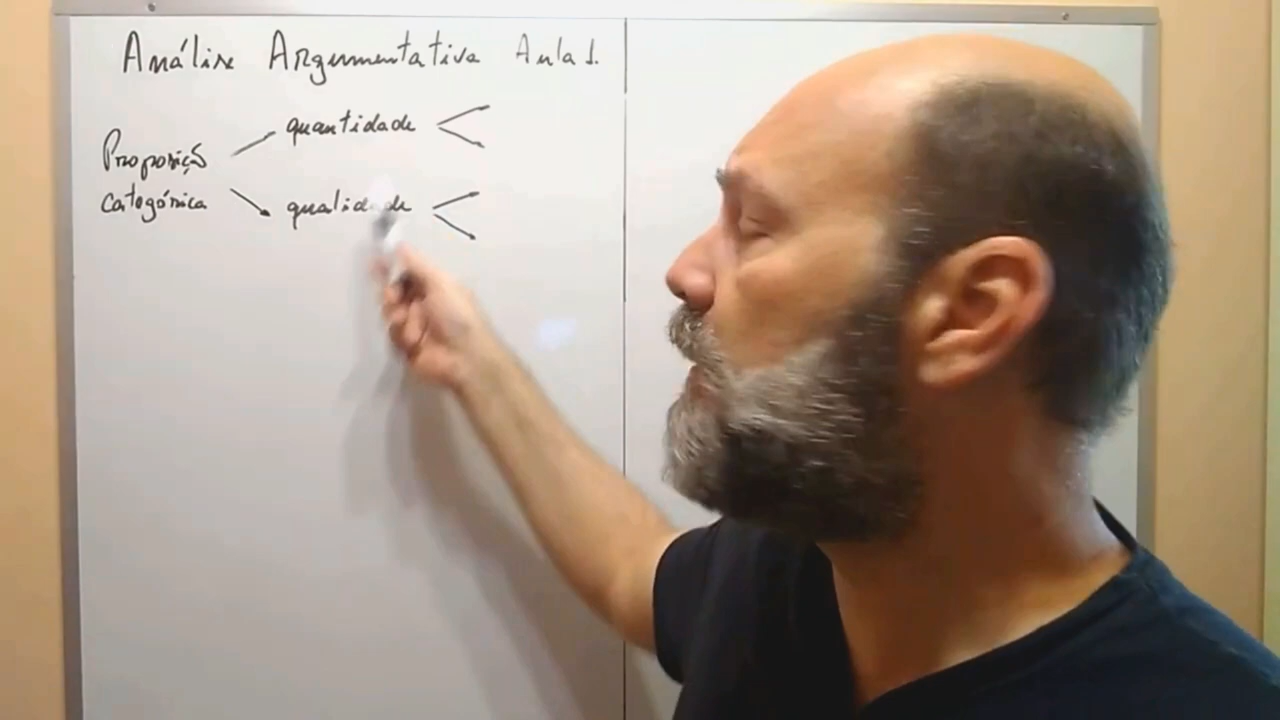 Análise Argumentativa Aula 1.
quantidade
Proposição
categórica
qualidade